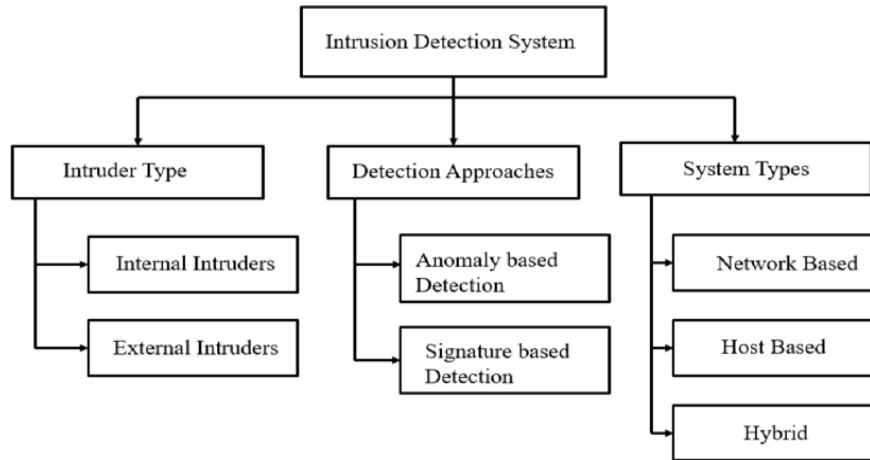 Intrusion Detection System
Intruder Type
Internal Intruders
External Intruders
Detection Approaches
Anomaly based
Detection
Signature based
Detection
System Types
Network Based
Host Based
Hybrid